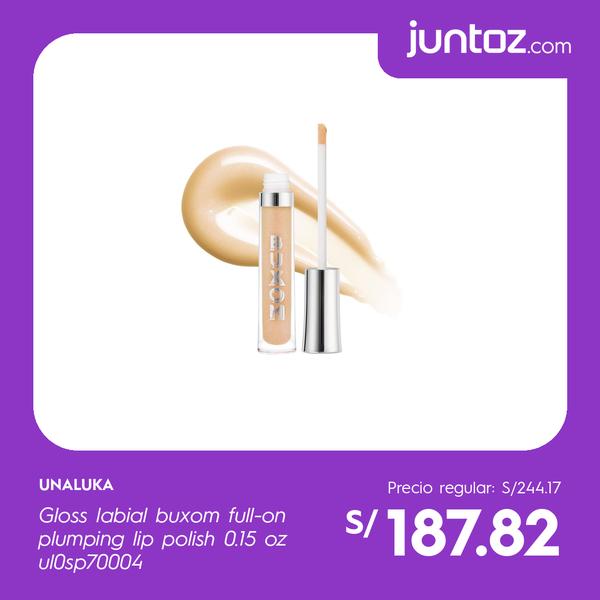 juntoz.com
BUXOM
UNALUKA
Gloss labial buxom full-on
plumping lip polish 0.15 oz
ul0sp70004
Precio regular: S/244.17
S/187.82